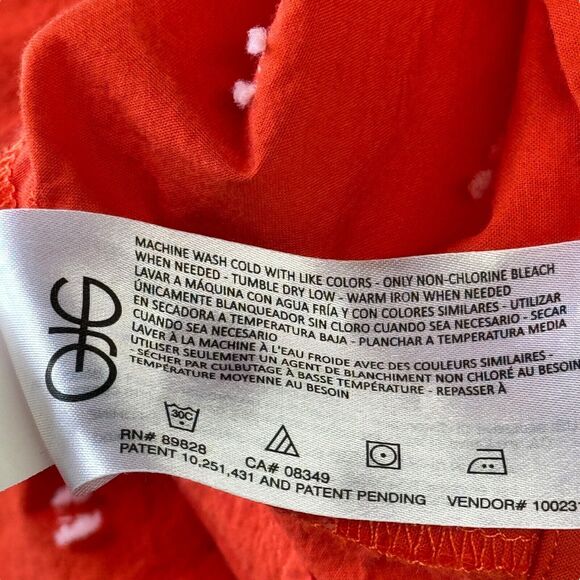 MACHINE WASH COLD WITH LIKE COLORS - ONLY NON-CHLORINE BLEACH
WHEN NEEDED - TUMBLE DRY LOW - WARM IRON WHEN NEEDED
LAVAR A MÁQUINA CON AGUA FRÍA Y CON COLORES SIMILARES - UTILIZAR
ÚNICAMENTE BLANQUEADOR SIN CLORO CUANDO SEA NECESARIO - SECAR
EN SECADORA A TEMPERATURA BAJA - PLANCHAR A TEMPERATURA MEDIA
CUANDO SEA NECESARIO
LAVER À LA MACHINE À L'EAU FROIDE AVEC DES COULEURS SIMILAIRES -
UTILIZER SEULEMENT UN AGENT DE BLANCHIMENT NON CHLORÉ AU BESOIN
- SÉCHER PAR CULBUTAGE À BASSE TEMPÉRATURE - REPASSER À
TEMPÉRATURE MOYENNE AU BESOIN
30C
RN# 89828 CA# 08349
PATENT 10,251,431 AND PATENT PENDING VENDOR# 100231